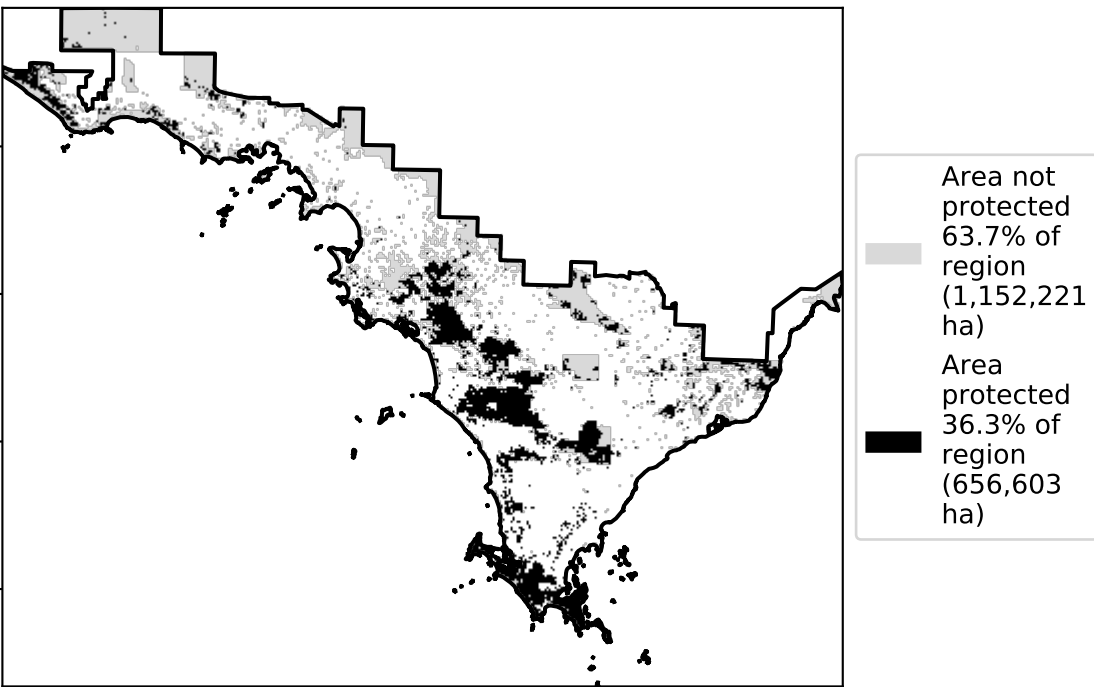 Area not
protected
63.7% of
region
(1,152,221
ha)
Area
protected
36.3% of
region
(656,603
ha)